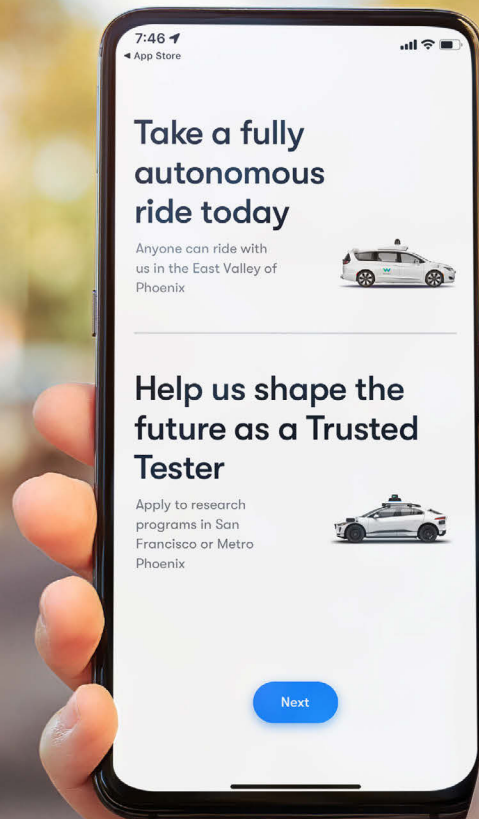 7:46
◀ App Store
Take a fully
autonomous
ride today
Anyone can ride with
us in the East Valley of
Phoenix
Help us shape the
future as a Trusted
Tester
Apply to research
programs in San
Francisco or Metro
Phoenix
Next